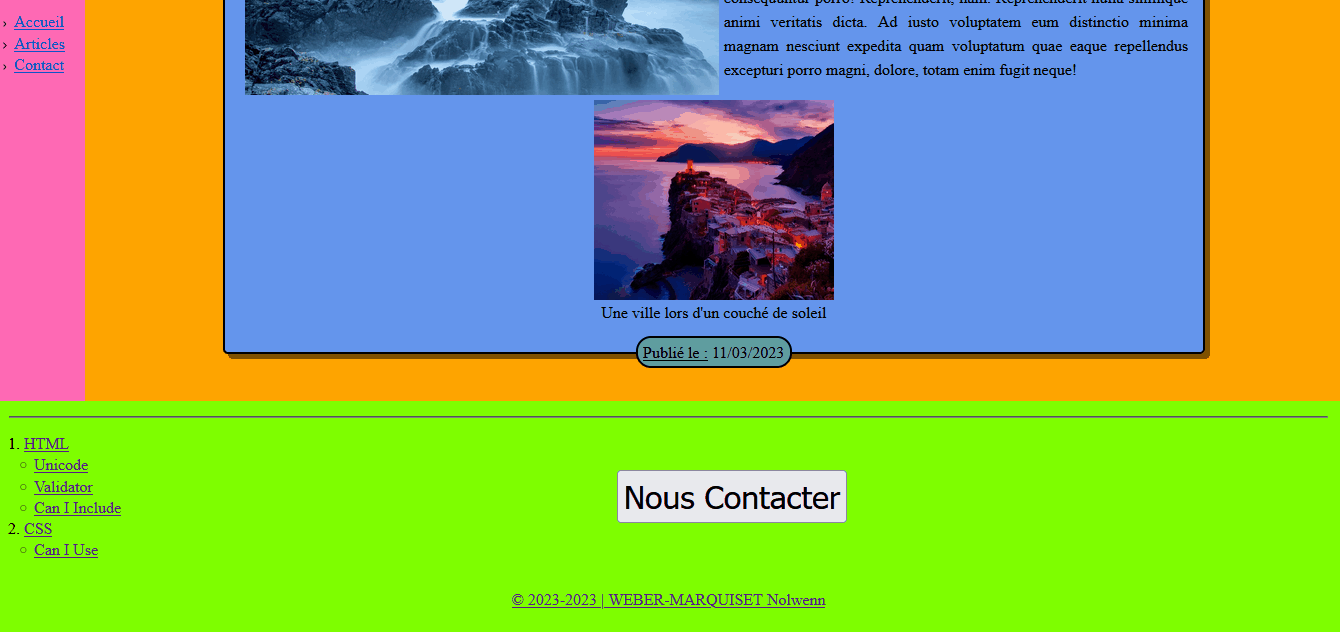 › Accueil
› Articles
› Contact
animi veritatis dicta. Ad iusto voluptatem eum distinctio minima
magnam nesciunt expedita quam voluptatum quae eaque repellendus
excepturi porro magni, dolore, totam enim fugit neque!
Une ville lors d'un couché de soleil
Publié le : 11/03/2023
1. HTML
○ Unicode
○ Validator
○ Can I Include
2. CSS
○ Can I Use
Nous Contacter
© 2023-2023 | WEBER-MARQUISET Nolwenn